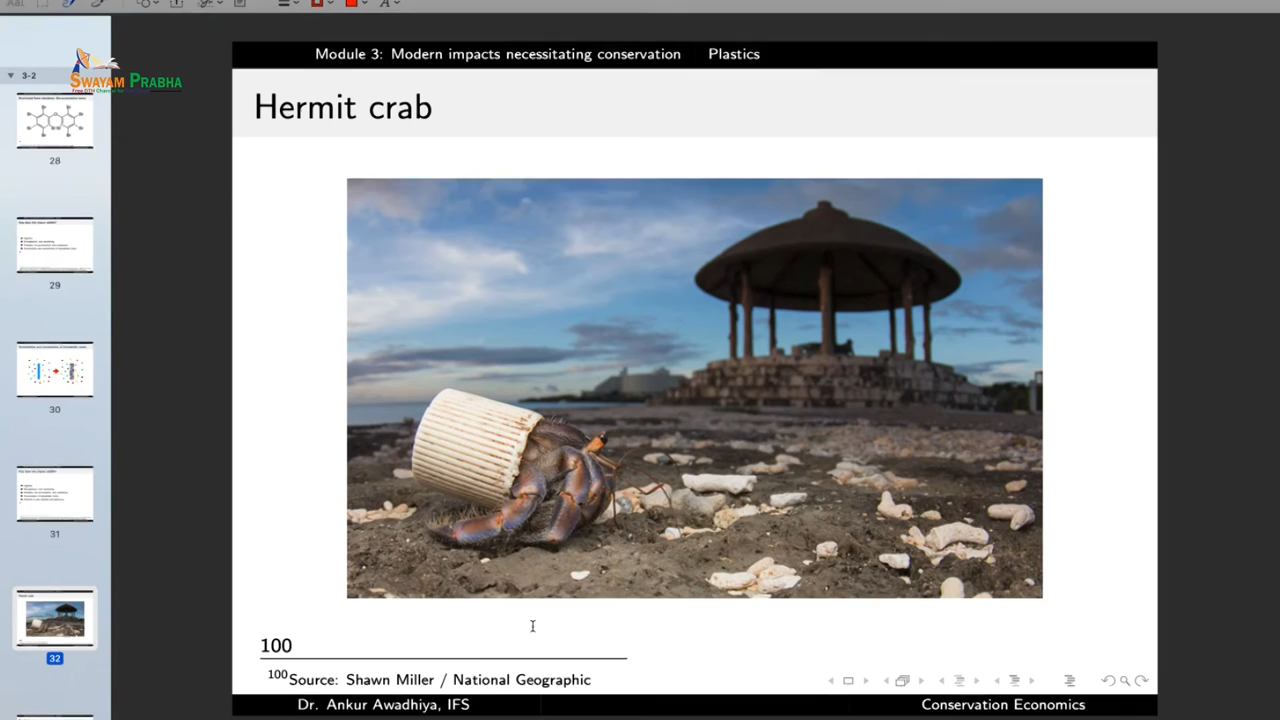 Module 3: Modern impacts necessitating conservation Plastics
3-2
SWAYAM PRABHA
Hermit crab
28
29
30
31
32
100
100Source: Shawn Miller / National Geographic
Dr. Ankur Awadhiya, IFS Conservation Economics